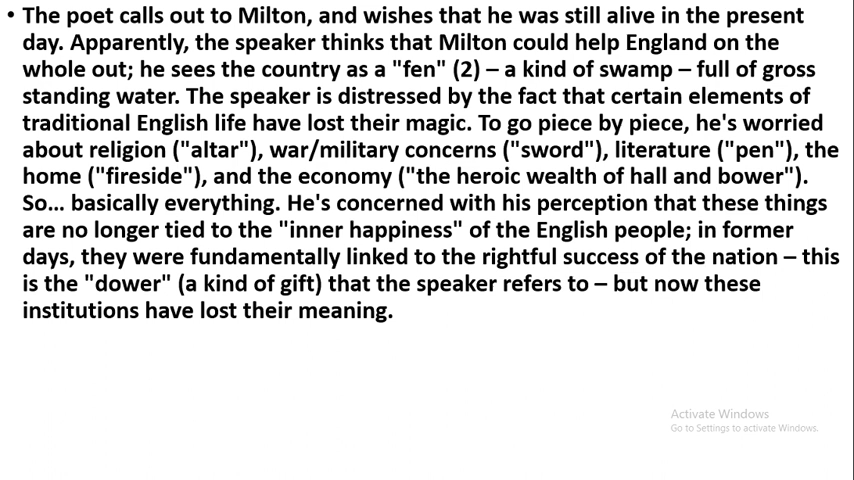 • The poet calls out to Milton, and wishes that he was still alive in the present
day. Apparently, the speaker thinks that Milton could help England on the
whole out; he sees the country as a "fen" (2) – a kind of swamp – full of gross
standing water. The speaker is distressed by the fact that certain elements of
traditional English life have lost their magic. To go piece by piece, he's worried
about religion ("altar"), war/military concerns ("sword"), literature ("pen"), the
home ("fireside"), and the economy ("the heroic wealth of hall and bower").
So… basically everything. He's concerned with his perception that these things
are no longer tied to the "inner happiness" of the English people; in former
days, they were fundamentally linked to the rightful success of the nation – this
is the "dower" (a kind of gift) that the speaker refers to – but now these
institutions have lost their meaning.
Activate Windows
Go to Settings to activate Windows.